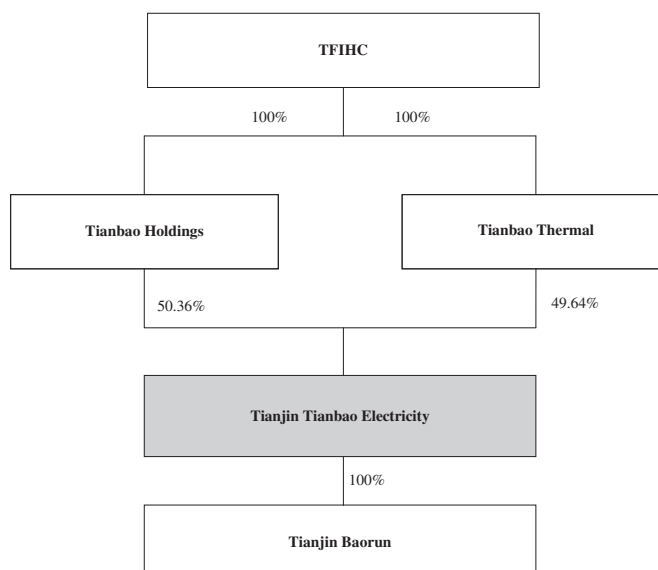 TFIHC
100%
100%
Tianbao Holdings
Tianbao Thermal
50.36%
49.64%
Tianjin Tianbao Electricity
100%
Tianjin Baorun